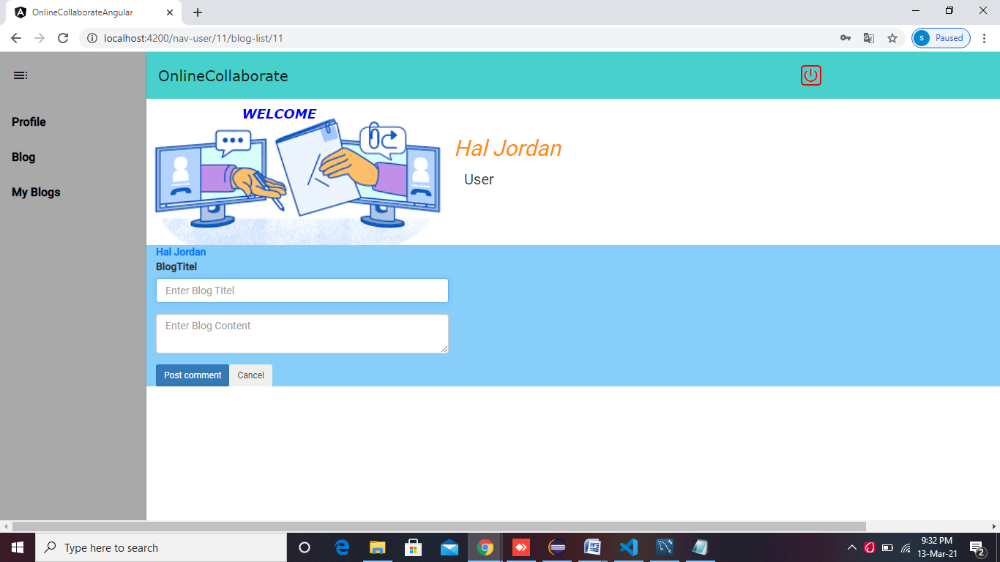 OnlineCollaborateAngular
localhost:4200/nav-user/11/blog-list/11
s Paused
OnlineCollaborate
Profile
Blog
My Blogs
WELCOME
Hal Jordan
User
Hal Jordan
BlogTitel
Enter Blog Titel
Enter Blog Content
Post comment Cancel
Type here to search
9:32 PM
13-Mar-21
2